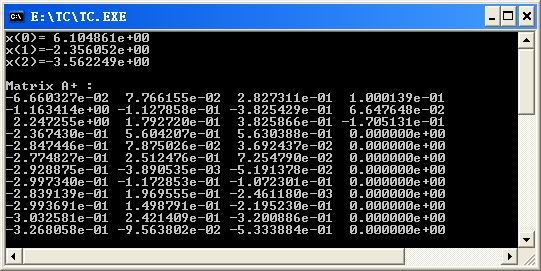 E:\TC\TC.EXE
x(0)= 6.104861e+00
x(1)=-2.356052e+00
x(2)=-3.562249e+00
Matrix A+ :
-6.660327e-02 7.766155e-02 2.827311e-01 1.000139e-01
-1.163414e+00 -1.127858e-01 -3.825429e-01 6.647648e-02
2.247255e+00 1.792720e-01 3.825866e-01 -1.705131e-01
-2.367430e-01 5.604207e-01 5.630388e-01 0.000000e+00
-2.847446e-01 7.875026e-02 3.692437e-02 0.000000e+00
-2.774827e-01 2.512476e-01 7.254790e-02 0.000000e+00
-2.928875e-01 -3.890535e-03 -5.191378e-02 0.000000e+00
-2.997340e-01 -1.172853e-01 -1.072301e-01 0.000000e+00
-2.839139e-01 1.969555e-01 -2.461180e-03 0.000000e+00
-2.993691e-01 1.498791e-01 -2.195230e-01 0.000000e+00
-3.032581e-01 2.421409e-01 -3.200886e-01 0.000000e+00
-3.268058e-01 -9.563802e-02 -5.333884e-01 0.000000e+00